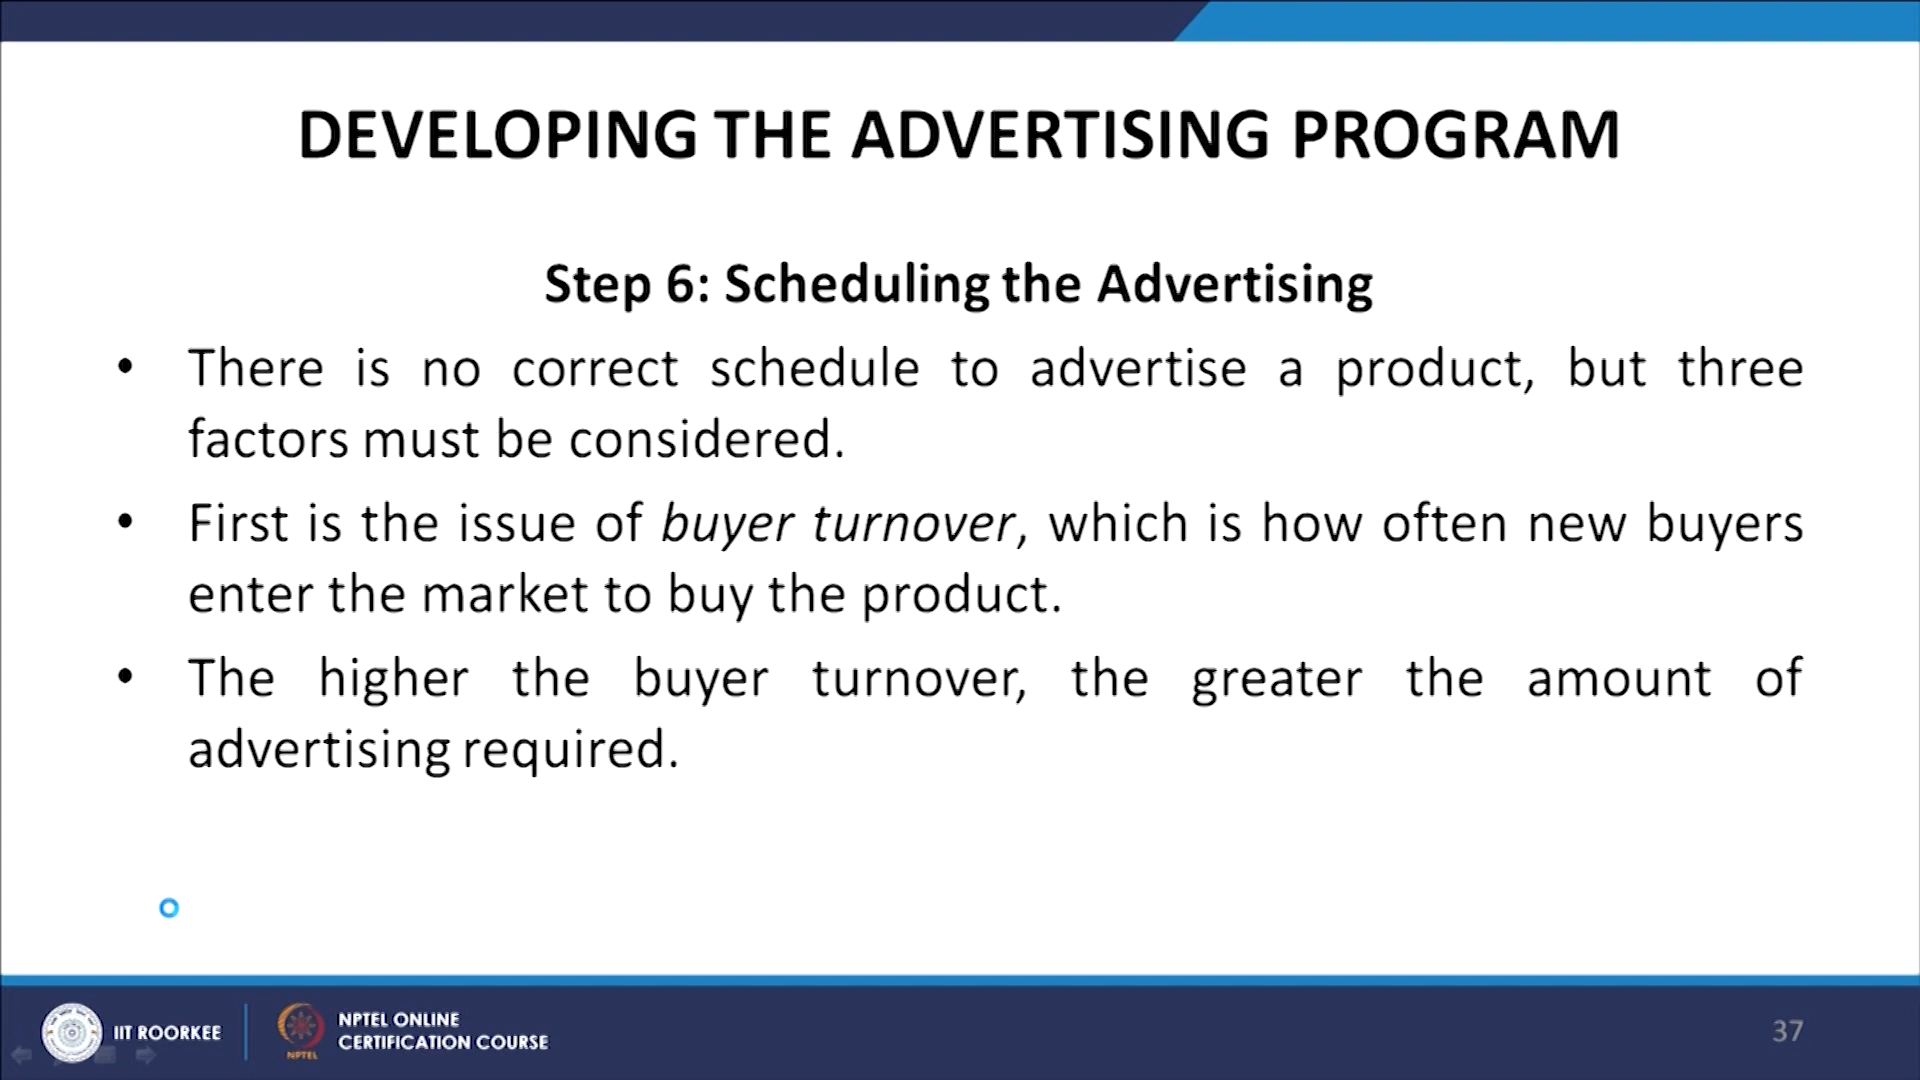 DEVELOPING THE ADVERTISING PROGRAM
Step 6: Scheduling the Advertising
• There is no correct schedule to advertise a product, but three
factors must be considered.
• First is the issue of buyer turnover, which is how often new buyers
enter the market to buy the product.
• The higher the buyer turnover, the greater the amount of
advertising required.
IIT ROORKEE
NPTEL
NPTEL ONLINE
CERTIFICATION COURSE
37